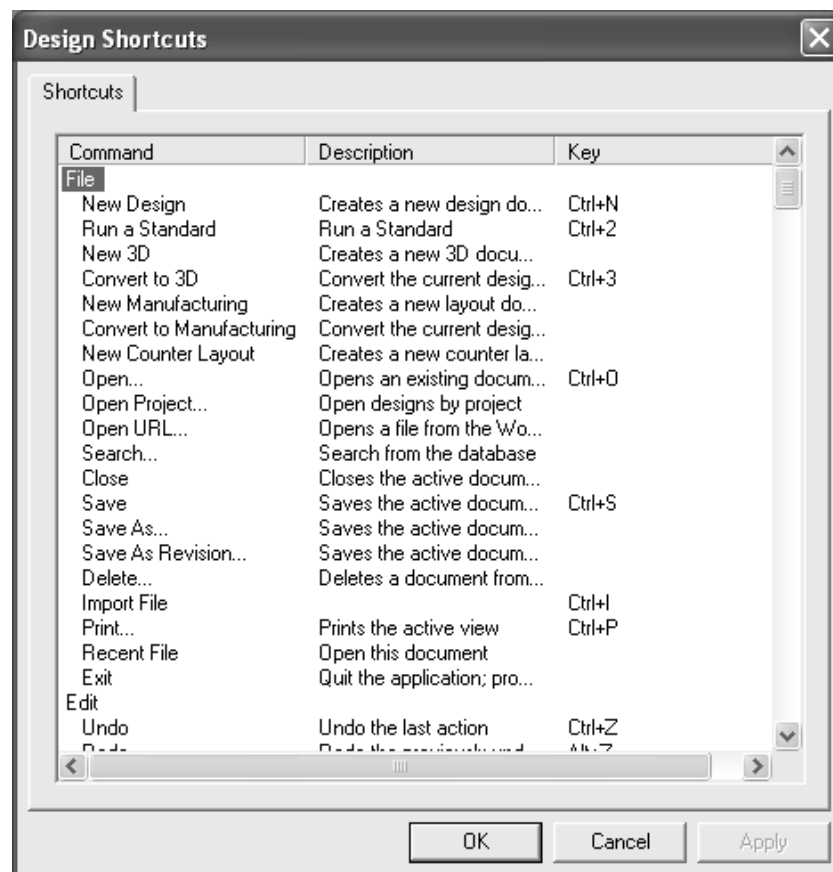 Design Shortcuts
Shortcuts
Command Description Key
File
New Design Creates a new design do... Ctrl+N
Run a Standard Run a Standard Ctrl+2
New 3D Creates a new 3D docu...
Convert to 3D Convert the current desig... Ctrl+3
New Manufacturing Creates a new layout do...
Convert to Manufacturing Convert the current desig...
New Counter Layout Creates a new counter la...
Open... Opens an existing docum... Ctrl+O
Open Project... Open designs by project
Open URL... Opens a file from the Wo...
Search... Search from the database
Close Closes the active docum...
Save Saves the active docum... Ctrl+S
Save As... Saves the active docum...
Save As Revision... Saves the active docum...
Delete... Deletes a document from...
Import File Ctrl+I
Print... Prints the active view Ctrl+P
Recent File Open this document
Exit Quit the application; pro...
Edit
Undo Undo the last action Ctrl+Z
OK Cancel Apply